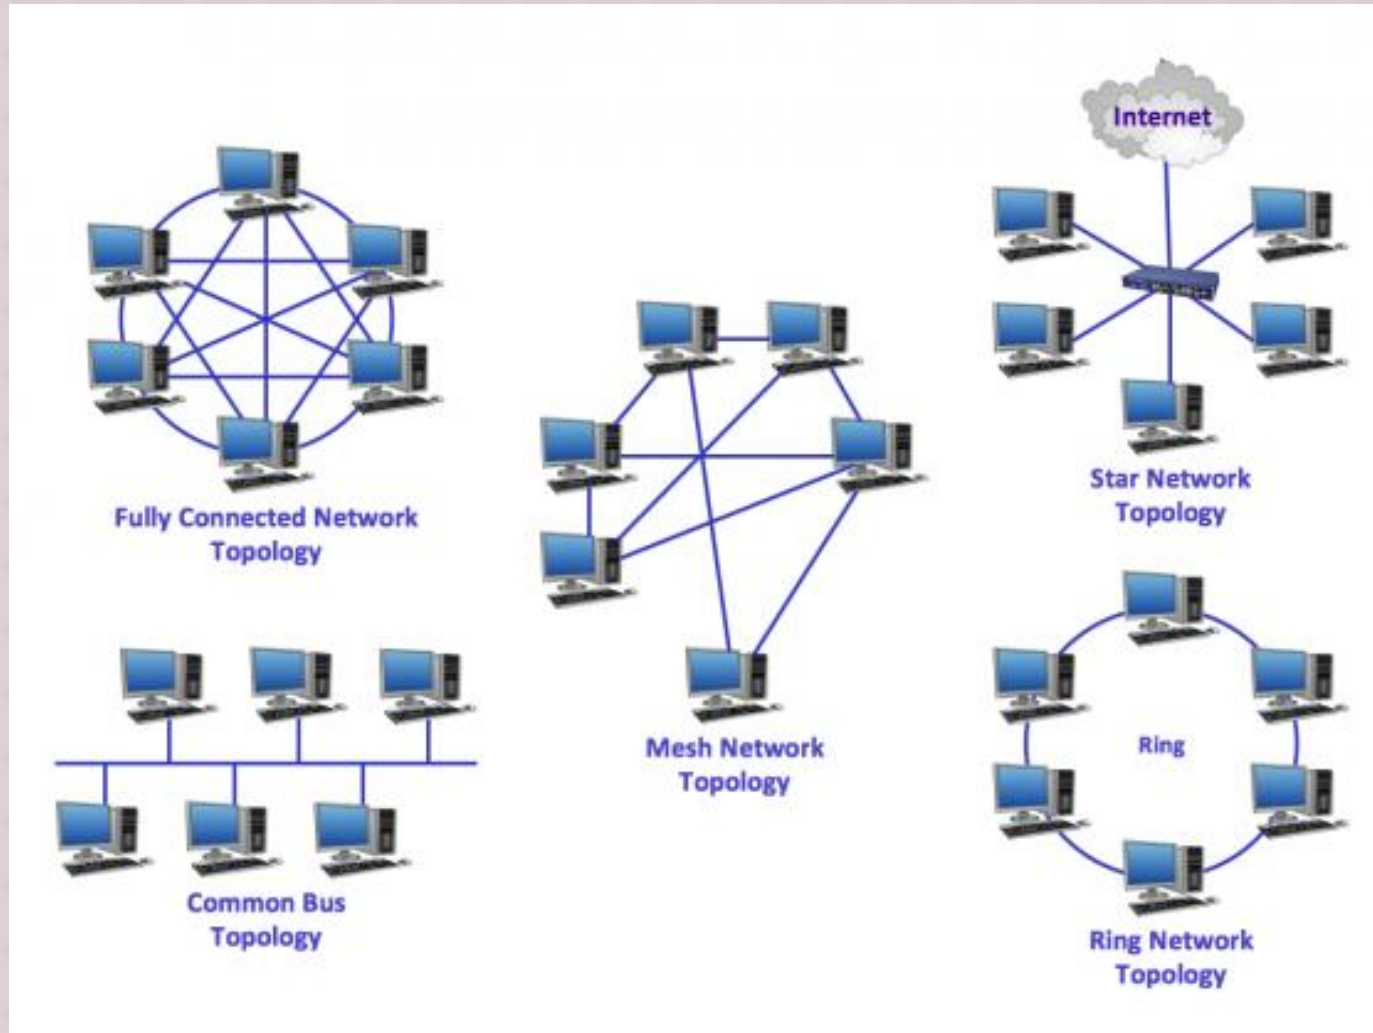 Internet
Fully Connected Network
Topology
Mesh Network
Topology
Star Network
Topology
Common Bus
Topology
Ring
Ring Network
Topology